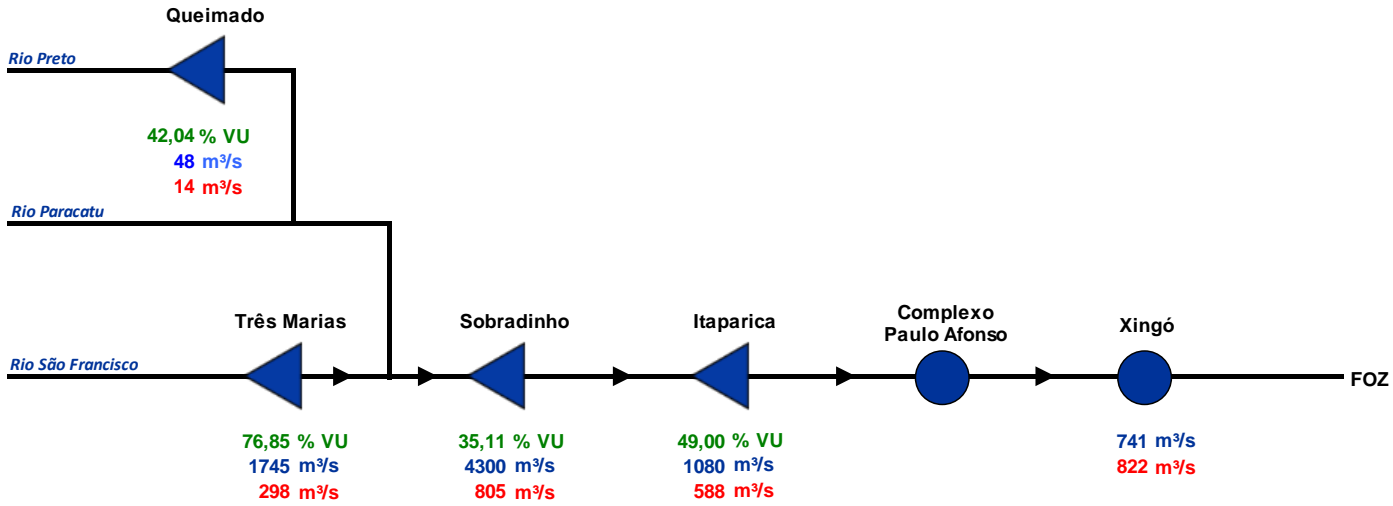 Queimado
Rio Preto
42,04 % VU
48 m³/s
14 m³/s
Rio Paracatu
Três Marias
Sobradinho
Itaparica
Complexo
Paulo Afonso
Xingó
Rio São Francisco
FOZ
76,85 % VU
1745 m³/s
298 m³/s
35,11 % VU
4300 m³/s
805 m³/s
49,00 % VU
1080 m³/s
588 m³/s
741 m³/s
822 m³/s